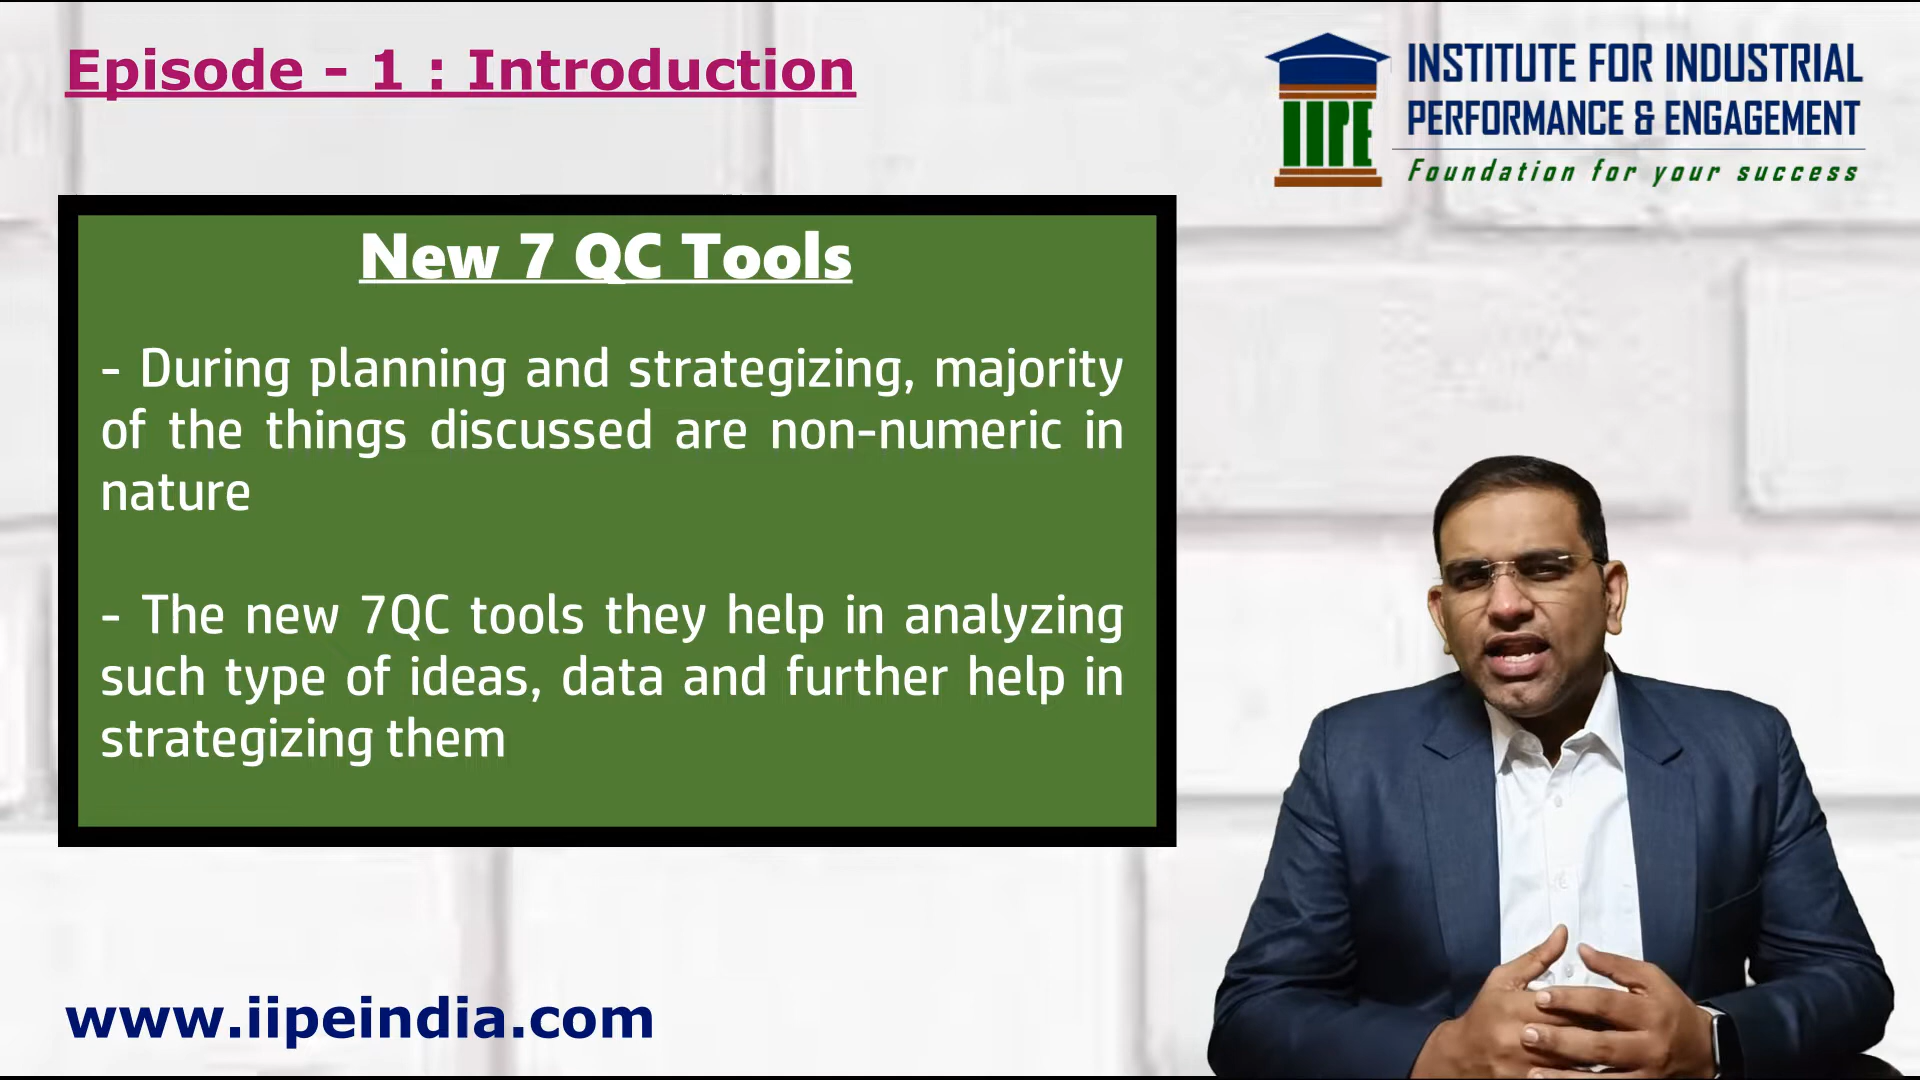 Episode - 1 : Introduction
IIPE
INSTITUTE FOR INDUSTRIAL
PERFORMANCE & ENGAGEMENT
Foundation for your success
New 7 QC Tools
- During planning and strategizing, majority
of the things discussed are non-numeric in
nature
- The new 7QC tools they help in analyzing
such type of ideas, data and further help in
strategizing them
www.iipeindia.com